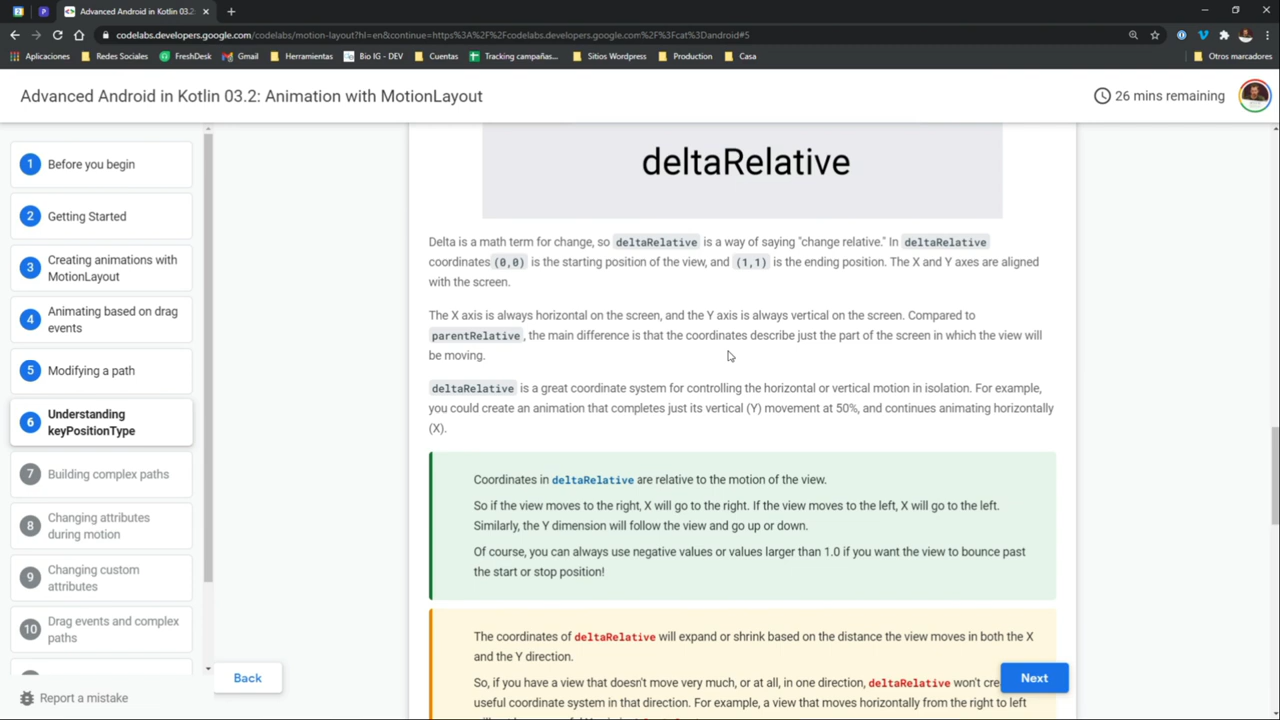 Advanced Android in Kotlin 03.2:
codelabs.developers.google.com/codelabs/motion-layout?hl=en&continue=https%3A%2F%2Fcodelabs.developers.google.com%2F%3Fcat%3Dandroid#5
Aplicaciones Redes Sociales FreshDesk Gmail Herramientas Bio IG - DEV Cuentas Tracking campañas... Sitios Wordpress Production Casa Otros marcadores
Advanced Android in Kotlin 03.2: Animation with MotionLayout
26 mins remaining
1 Before you begin
2 Getting Started
3 Creating animations with
MotionLayout
4 Animating based on drag
events
5 Modifying a path
6 Understanding
keyPositionType
7 Building complex paths
8 Changing attributes
during motion
9 Changing custom
attributes
10 Drag events and complex
paths
Report a mistake
deltaRelative
Delta is a math term for change, so deltaRelative is a way of saying "change relative." In deltaRelative
coordinates (0,0) is the starting position of the view, and (1,1) is the ending position. The X and Y axes are aligned
with the screen.
The X axis is always horizontal on the screen, and the Y axis is always vertical on the screen. Compared to
parentRelative, the main difference is that the coordinates describe just the part of the screen in which the view will
be moving.
deltaRelative is a great coordinate system for controlling the horizontal or vertical motion in isolation. For example,
you could create an animation that completes just its vertical (Y) movement at 50%, and continues animating horizontally
(X).
Coordinates in deltaRelative are relative to the motion of the view.
So if the view moves to the right, X will go to the right. If the view moves to the left, X will go to the left.
Similarly, the Y dimension will follow the view and go up or down.
Of course, you can always use negative values or values larger than 1.0 if you want the view to bounce past
the start or stop position!
The coordinates of deltaRelative will expand or shrink based on the distance the view moves in both the X
and the Y direction.
So, if you have a view that doesn't move very much, or at all, in one direction, deltaRelative won't cre
useful coordinate system in that direction. For example, a view that moves horizontally from the right to left
Back
Next